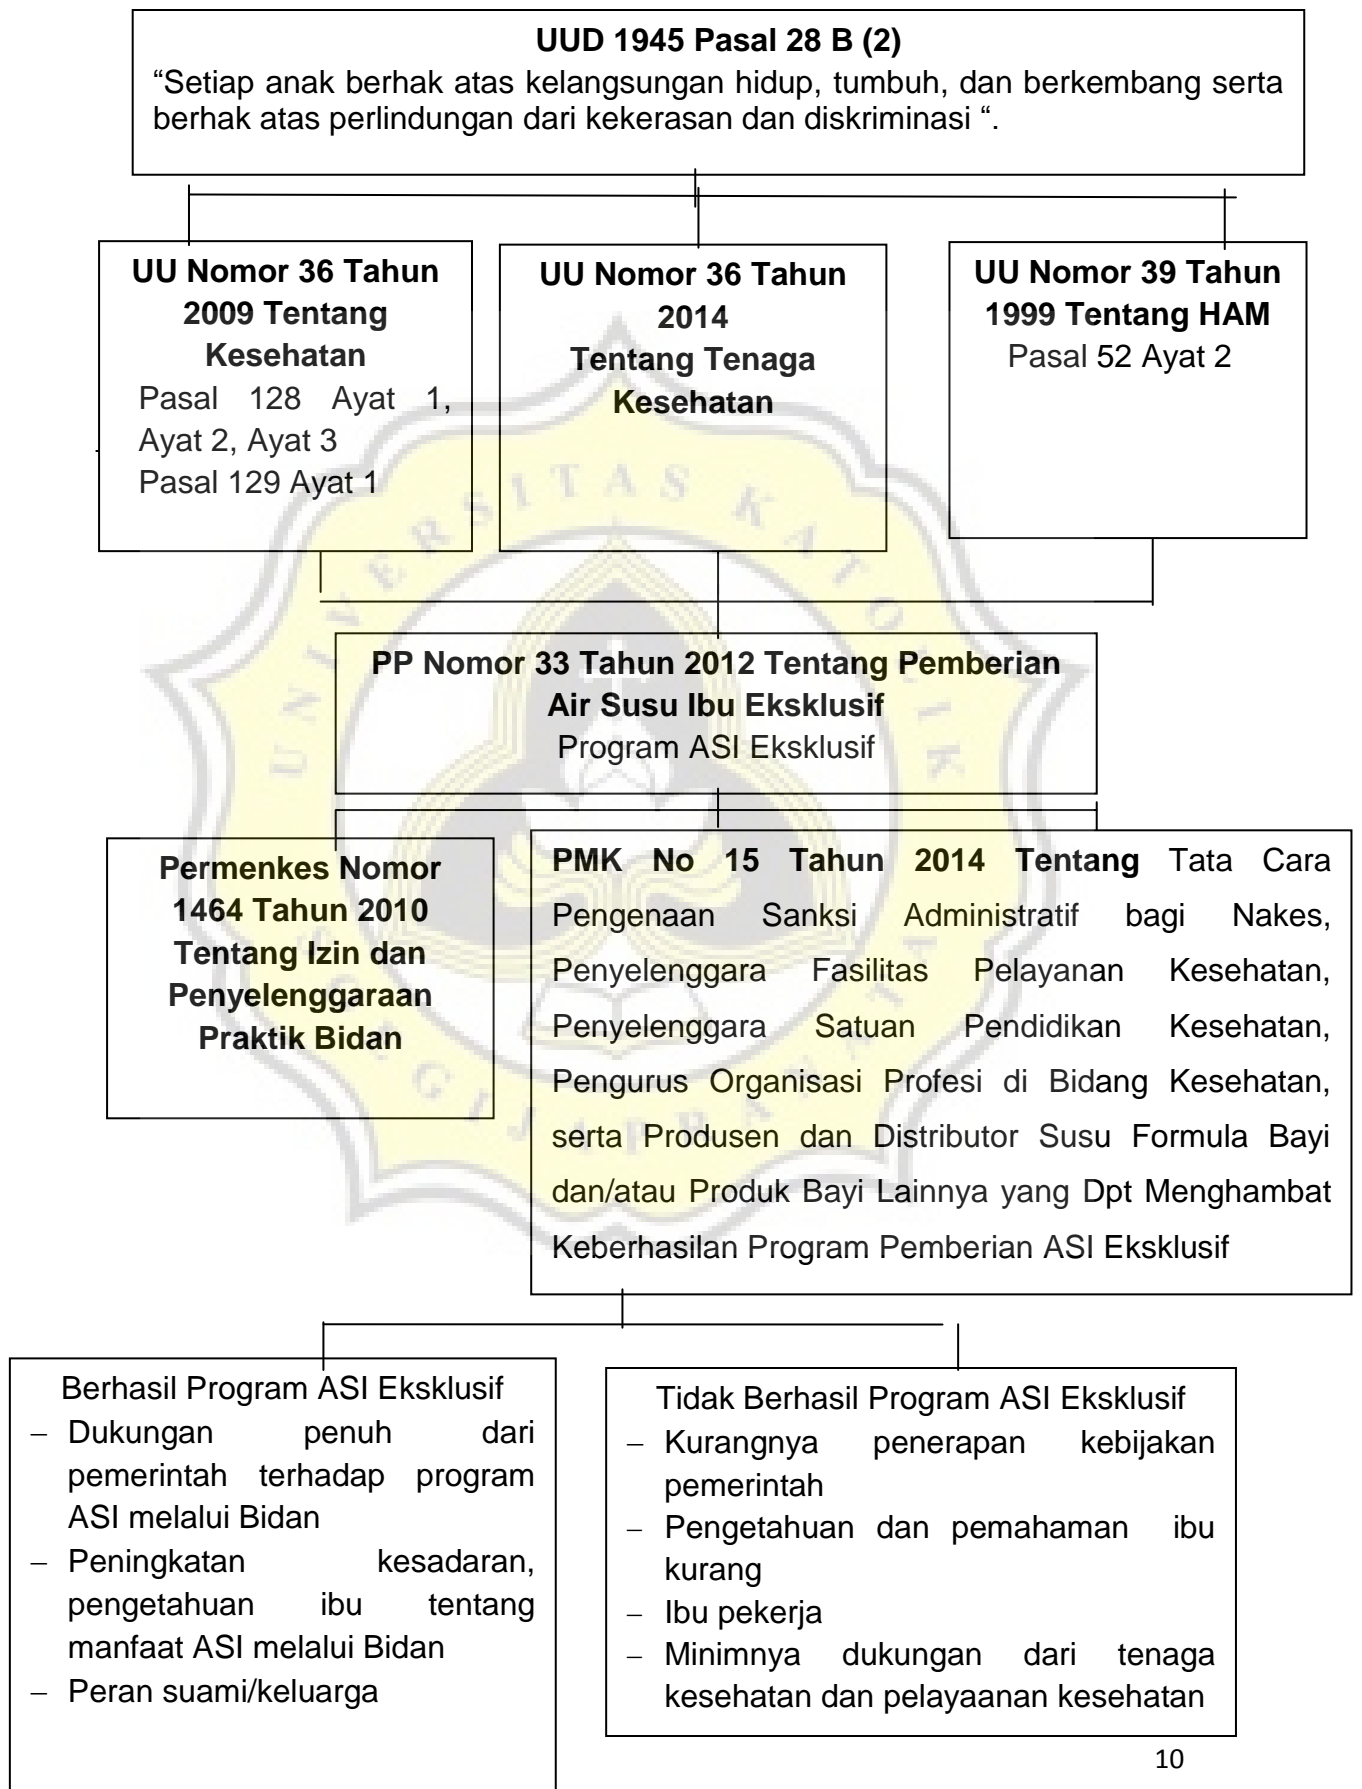 UUD 1945 Pasal 28 B (2)
“Setiap anak berhak atas kelangsungan hidup, tumbuh, dan berkembang serta
berhak atas perlindungan dari kekerasan dan diskriminasi “.
UU Nomor 36 Tahun
2009 Tentang
Kesehatan
Pasal 128 Ayat 1,
Ayat 2, Ayat 3
Pasal 129 Ayat 1
UU Nomor 36 Tahun
2014
Tentang Tenaga
Kesehatan
UU Nomor 39 Tahun
1999 Tentang HAM
Pasal 52 Ayat 2
PP Nomor 33 Tahun 2012 Tentang Pemberian
Air Susu Ibu Eksklusif
Program ASI Eksklusif
Permenkes Nomor
1464 Tahun 2010
Tentang Izin dan
Penyelenggaraan
Praktik Bidan
PMK No 15 Tahun 2014 Tentang Tata Cara
Pengenaan Sanksi Administratif bagi Nakes,
Penyelenggara Fasilitas Pelayanan Kesehatan,
Penyelenggara Satuan Pendidikan Kesehatan,
Pengurus Organisasi Profesi di Bidang Kesehatan,
serta Produsen dan Distributor Susu Formula Bayi
dan/atau Produk Bayi Lainnya yang Dpt Menghambat
Keberhasilan Program Pemberian ASI Eksklusif
Berhasil Program ASI Eksklusif
– Dukungan penuh dari
pemerintah terhadap program
ASI melalui Bidan
– Peningkatan kesadaran,
pengetahuan ibu tentang
manfaat ASI melalui Bidan
– Peran suami/keluarga
Tidak Berhasil Program ASI Eksklusif
– Kurangnya penerapan kebijakan
pemerintah
– Pengetahuan dan pemahaman ibu
kurang
– Ibu pekerja
– Minimnya dukungan dari tenaga
kesehatan dan pelayaanan kesehatan
10
UNIVERSITAS KATOLIK
SOEGIJAPRANATA